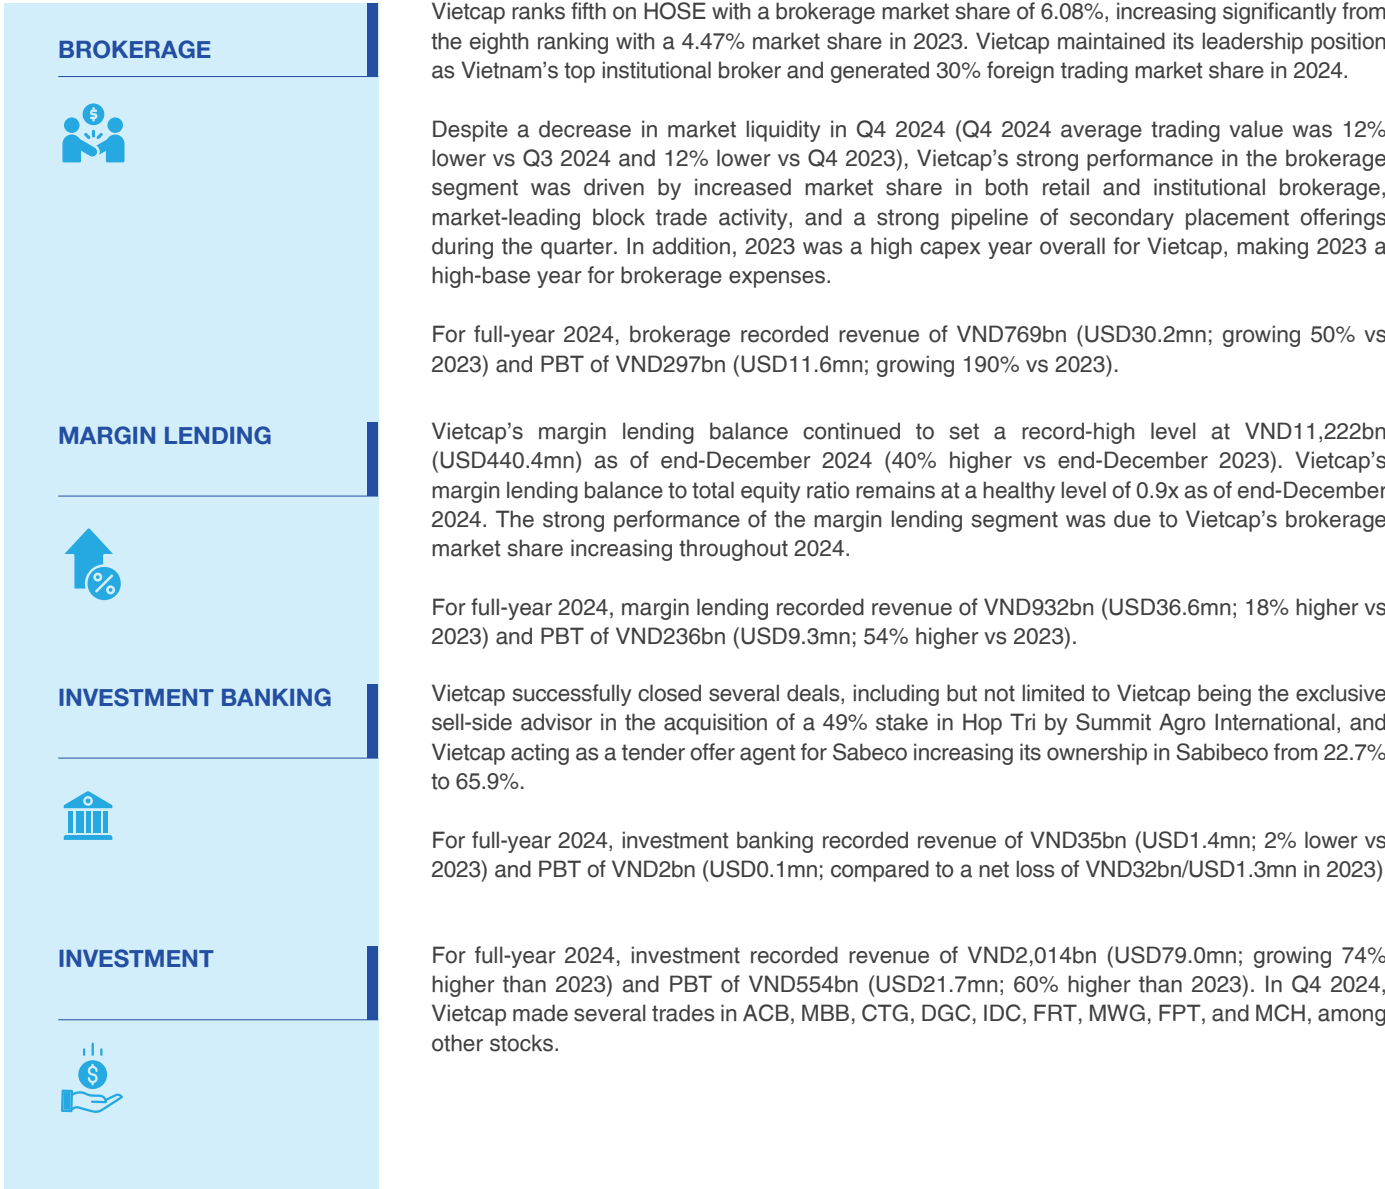 BROKERAGE
Vietcap ranks fifth on HOSE with a brokerage market share of 6.08%, increasing significantly from
the eighth ranking with a 4.47% market share in 2023. Vietcap maintained its leadership position
as Vietnam's top institutional broker and generated 30% foreign trading market share in 2024.
Despite a decrease in market liquidity in Q4 2024 (Q4 2024 average trading value was 12%
lower vs Q3 2024 and 12% lower vs Q4 2023), Vietcap's strong performance in the brokerage
segment was driven by increased market share in both retail and institutional brokerage,
market-leading block trade activity, and a strong pipeline of secondary placement offerings
during the quarter. In addition, 2023 was a high capex year overall for Vietcap, making 2023 a
high-base year for brokerage expenses.
For full-year 2024, brokerage recorded revenue of VND769bn (USD30.2mn; growing 50% vs
2023) and PBT of VND297bn (USD11.6mn; growing 190% vs 2023).
MARGIN LENDING
Vietcap's margin lending balance continued to set a record-high level at VND11,222bn
(USD440.4mn) as of end-December 2024 (40% higher vs end-December 2023). Vietcap's
margin lending balance to total equity ratio remains at a healthy level of 0.9x as of end-December
2024. The strong performance of the margin lending segment was due to Vietcap's brokerage
market share increasing throughout 2024.
For full-year 2024, margin lending recorded revenue of VND932bn (USD36.6mn; 18% higher vs
2023) and PBT of VND236bn (USD9.3mn; 54% higher vs 2023).
INVESTMENT BANKING
Vietcap successfully closed several deals, including but not limited to Vietcap being the exclusive
sell-side advisor in the acquisition of a 49% stake in Hop Tri by Summit Agro International, and
Vietcap acting as a tender offer agent for Sabeco increasing its ownership in Sabibeco from 22.7%
to 65.9%.
For full-year 2024, investment banking recorded revenue of VND35bn (USD1.4mn; 2% lower vs
2023) and PBT of VND2bn (USD0.1mn; compared to a net loss of VND32bn/USD1.3mn in 2023)
INVESTMENT
For full-year 2024, investment recorded revenue of VND2,014bn (USD79.0mn; growing 74%
higher than 2023) and PBT of VND554bn (USD21.7mn; 60% higher than 2023). In Q4 2024,
Vietcap made several trades in ACB, MBB, CTG, DGC, IDC, FRT, MWG, FPT, and MCH, among
other stocks.